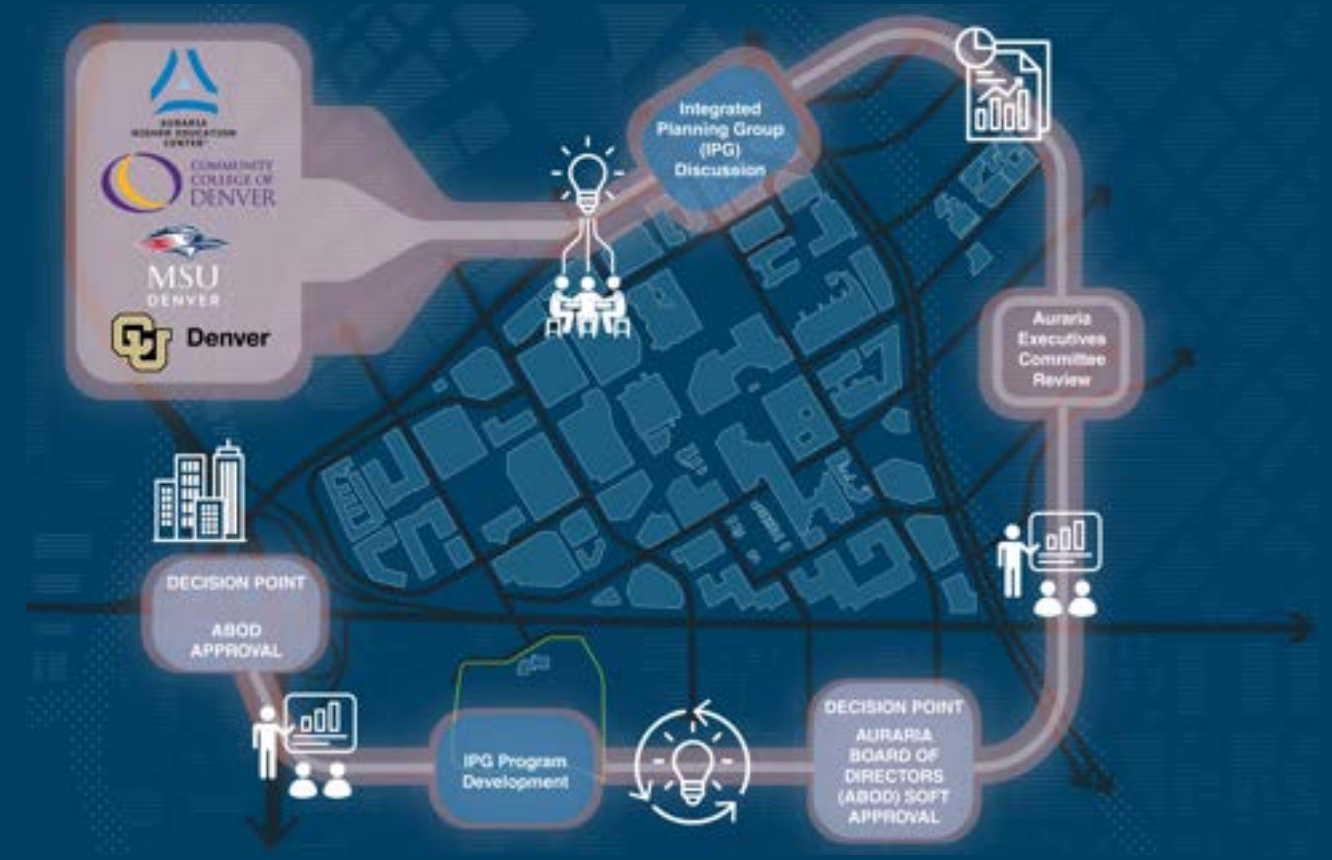 AURARIA
HIGHER EDUCATION
CENTER
COMMUNITY
COLLEGE OF
DENVER
MSU
DENVER
CU Denver
Integrated
Planning Group
(IPG)
Discussion
Auraria
Executives
Committee
Review
DECISION POINT
AURARIA
BOARD OF
DIRECTORS
(ABOD) SOFT
APPROVAL
IPG Program
Development
DECISION POINT
ABOD
APPROVAL